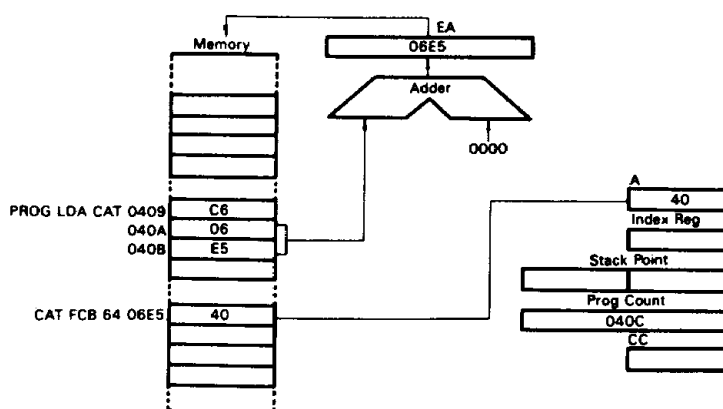 EA
Memory
06E5
Adder
0000
A
PROG LDA CAT 0409
C6
40
040A
06
Index Reg
040B
E5
Stack Point
Prog Count
CAT FCB 64 06E5
40
040C
CC